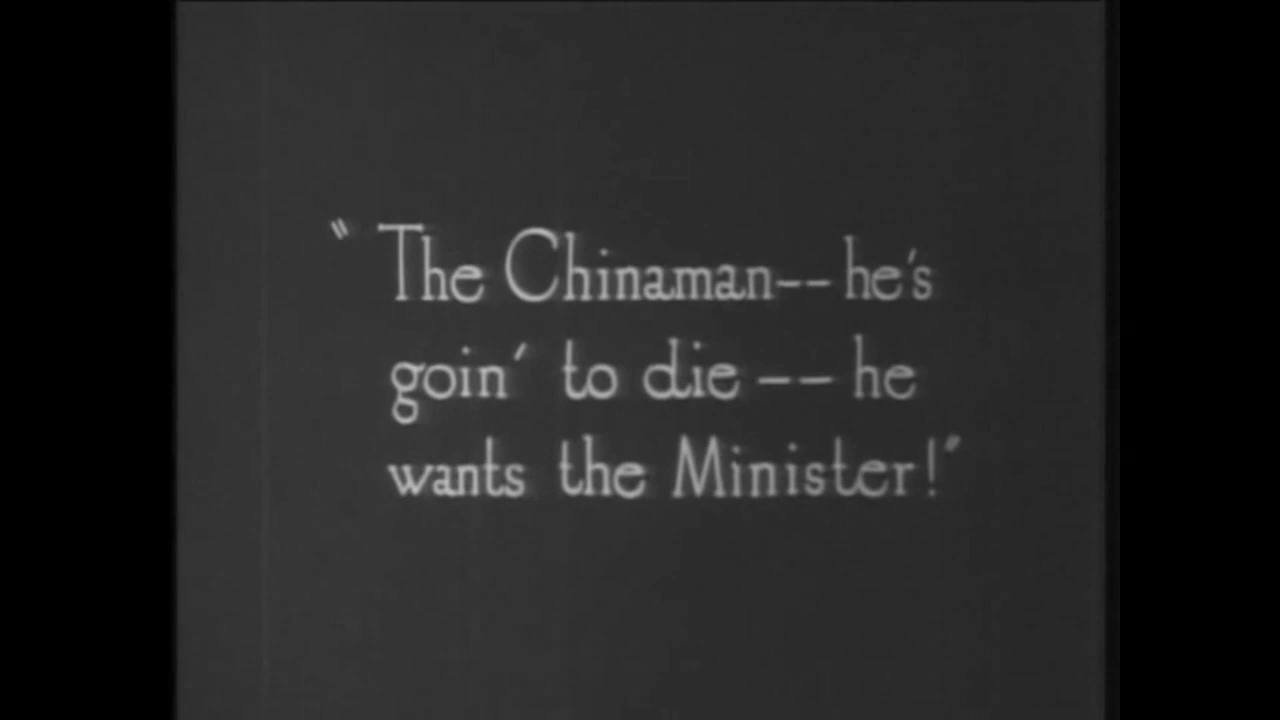 "The Chinaman--he's
goin' to die -- he
wants the Minister!"